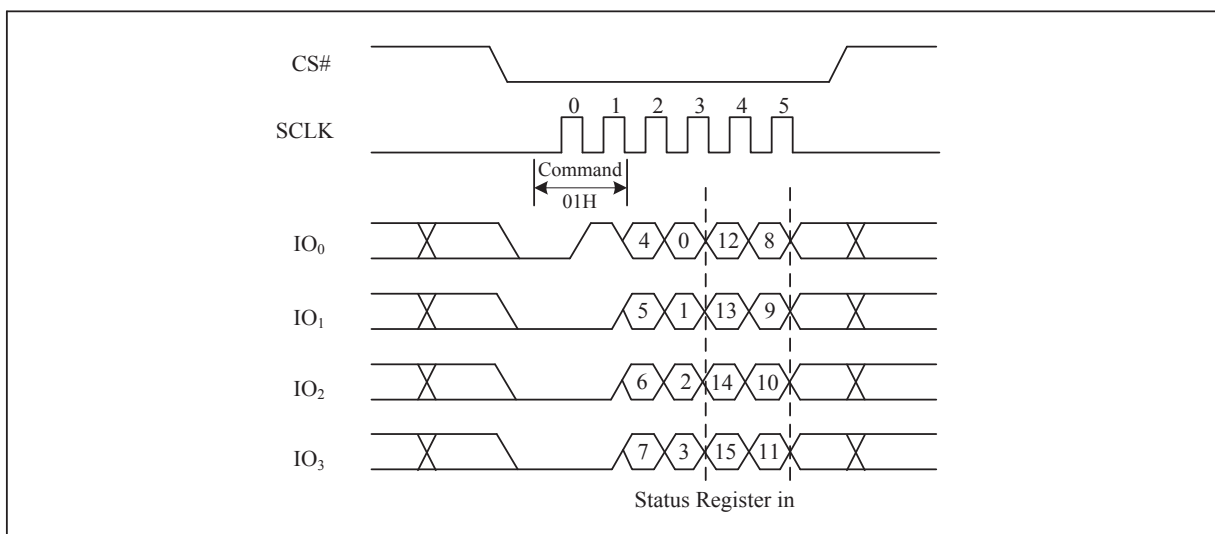 CS#
0 1 2 3 4 5
SCLK
Command
01H
IO₀ 4 0 12 8
IO₁ 5 1 13 9
IO₂ 6 2 14 10
IO₃ 7 3 15 11
Status Register in